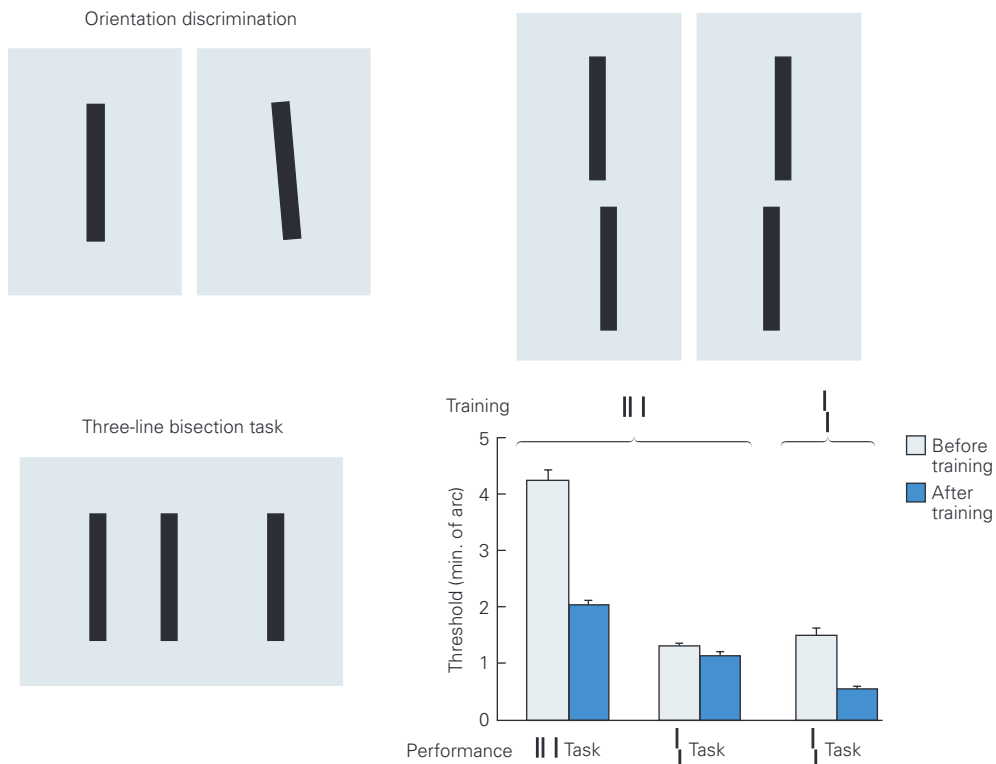 Orientation discrimination
Three-line bisection task
Training
5
4
3
2
1
0
Threshold (min. of arc)
Before
training
After
training
Performance
Task
Task
Task